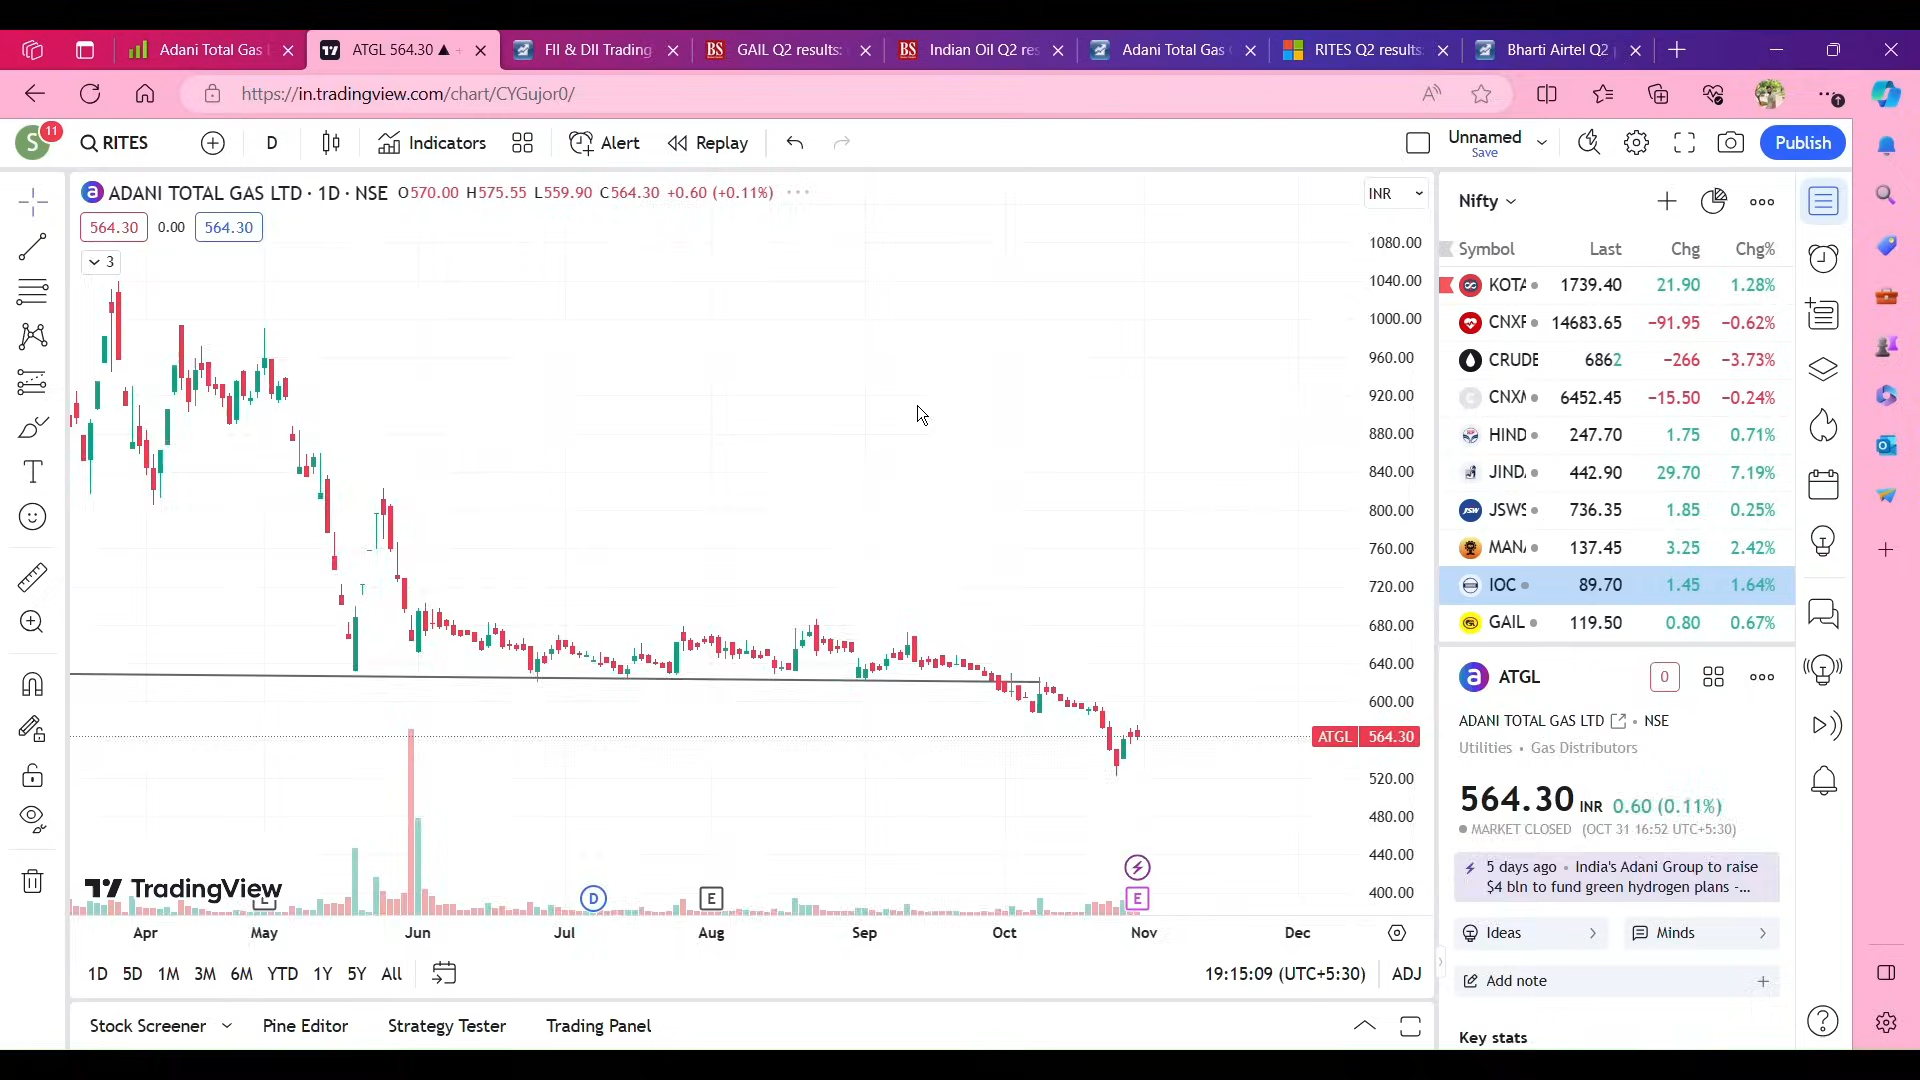 Adani Total Gas
ATGL 564.30 ▲
FII & DII Trading
GAIL Q2 results:
Indian Oil Q2 res
Adani Total Gas
RITES Q2 results:
Bharti Airtel Q2
https://in.tradingview.com/chart/CYGujor0/
S 11
RITES
D
Indicators
Alert
Replay
Unnamed
Save
Publish
ADANI TOTAL GAS LTD · 1D · NSE O570.00 H575.55 L559.90 C564.30 +0.60 (+0.11%)
INR
564.30 0.00 564.30
3
1080.00
1040.00
1000.00
960.00
920.00
880.00
840.00
800.00
760.00
720.00
680.00
640.00
600.00
ATGL 564.30
520.00
480.00
440.00
400.00
TradingView
D
E
E
Apr May Jun Jul Aug Sep Oct Nov Dec
1D 5D 1M 3M 6M YTD 1Y 5Y All
19:15:09 (UTC+5:30) ADJ
Stock Screener Pine Editor Strategy Tester Trading Panel
Nifty
Symbol Last Chg Chg%
KOTA 1739.40 21.90 1.28%
CNXF 14683.65 −91.95 −0.62%
CRUDE 6862 −266 −3.73%
CNXM 6452.45 −15.50 −0.24%
HIND 247.70 1.75 0.71%
JIND 442.90 29.70 7.19%
JSWS 736.35 1.85 0.25%
MANA 137.45 3.25 2.42%
IOC 89.70 1.45 1.64%
GAIL 119.50 0.80 0.67%
ATGL 0
ADANI TOTAL GAS LTD • NSE
Utilities • Gas Distributors
564.30 INR 0.60 (0.11%)
MARKET CLOSED (OCT 31 16:52 UTC+5:30)
5 days ago • India's Adani Group to raise
$4 bln to fund green hydrogen plans -...
Ideas
Minds
Add note
Key stats